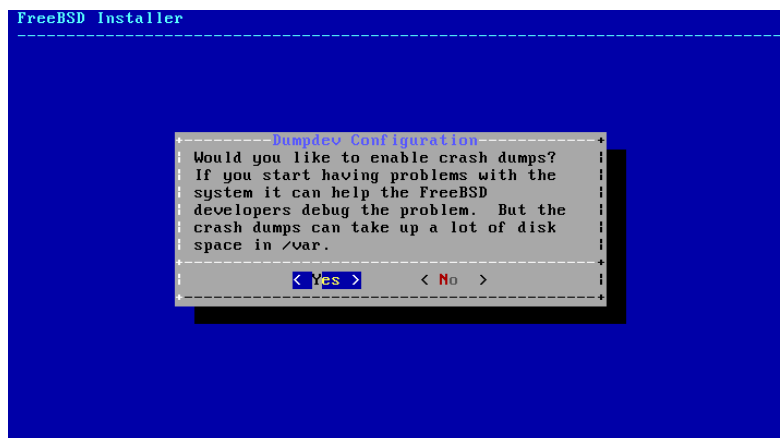 FreeBSD Installer
Dumpdev Configuration
Would you like to enable crash dumps?
If you start having problems with the
system it can help the FreeBSD
developers debug the problem.  But the
crash dumps can take up a lot of disk
space in /var.
< Yes > < No >